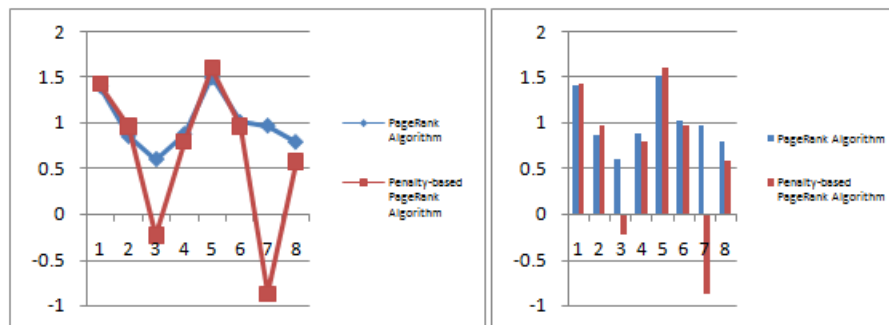 2
1.5
1
0.5
0
-0.5
-1
1 2 3 4 5 6 7 8
PageRank
Algorithm
Penalty-based
PageRank
Algorithm
2
1.5
1
0.5
0
-0.5
-1
1 2 3 4 5 6 7 8
PageRank Algorithm
Penalty-based
PageRank Algorithm